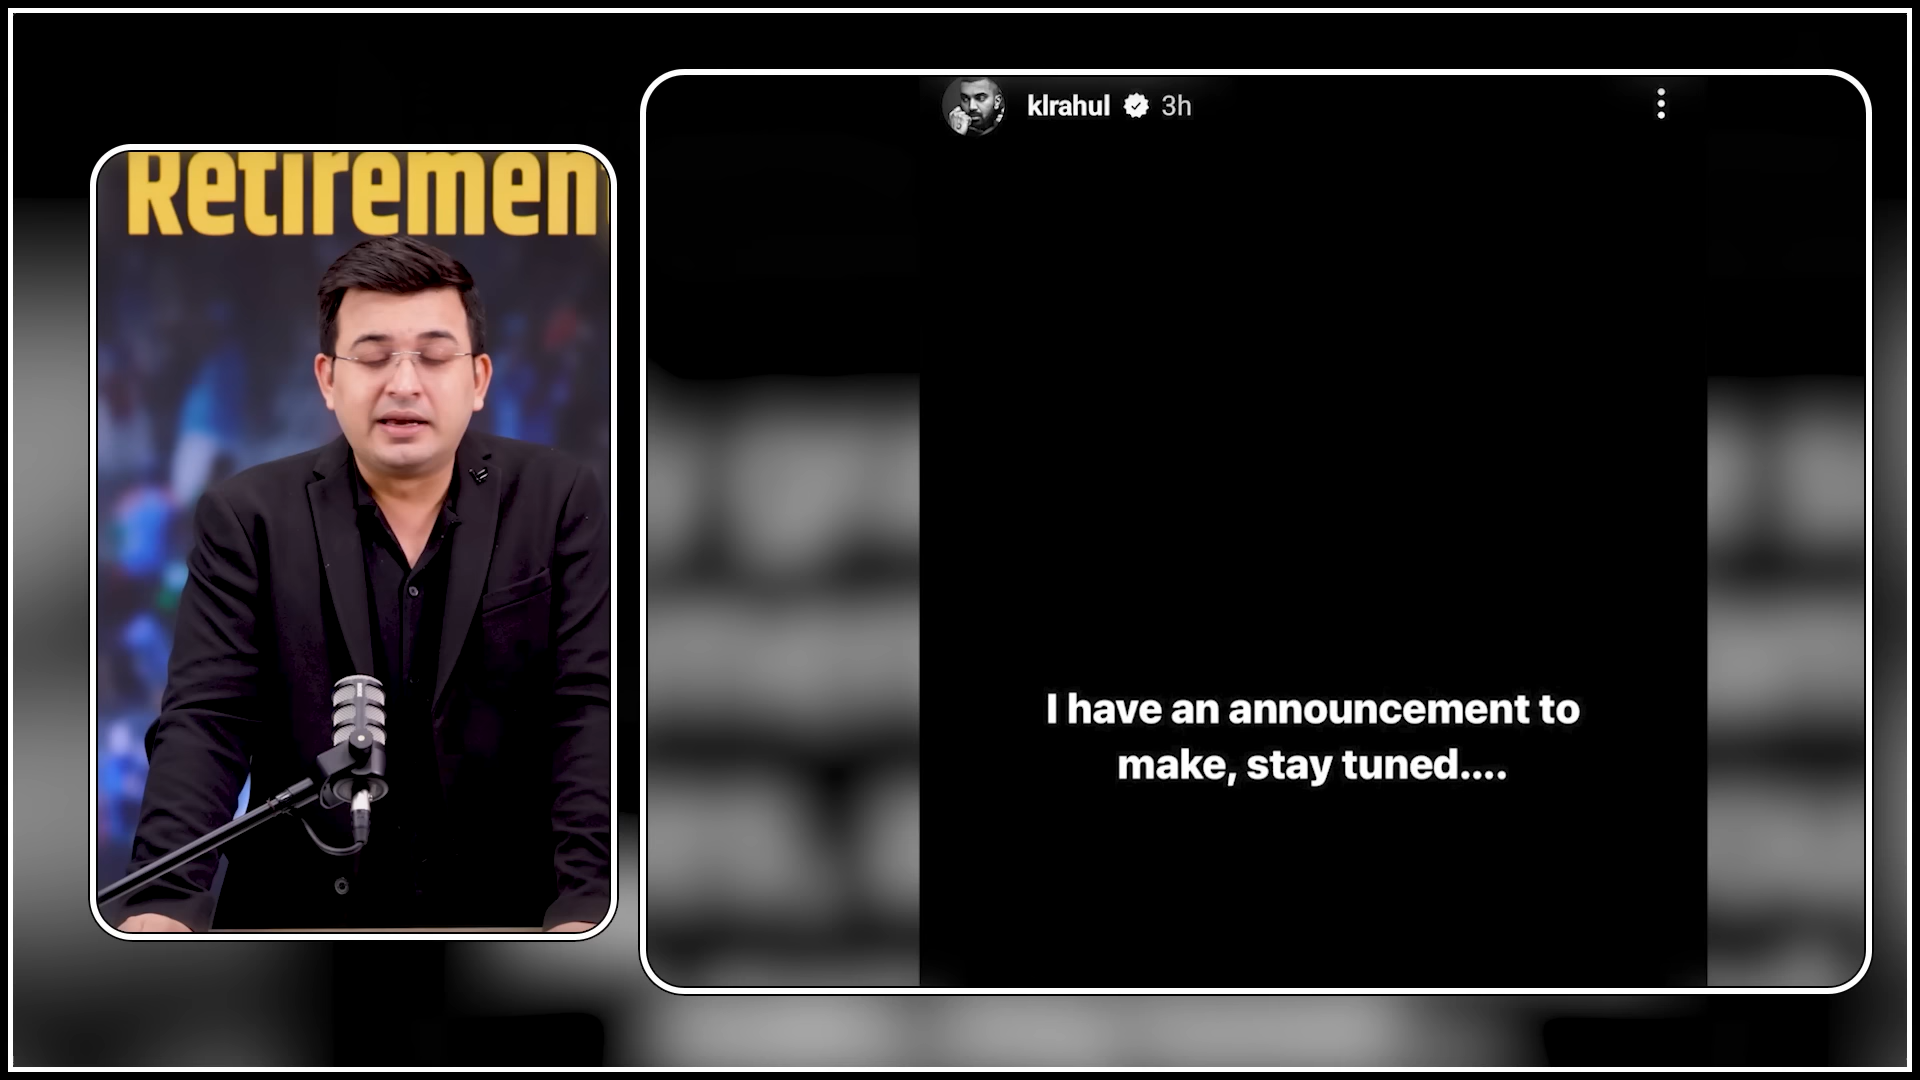 Retiremen
klrahul 3h
I have an announcement to
make, stay tuned....